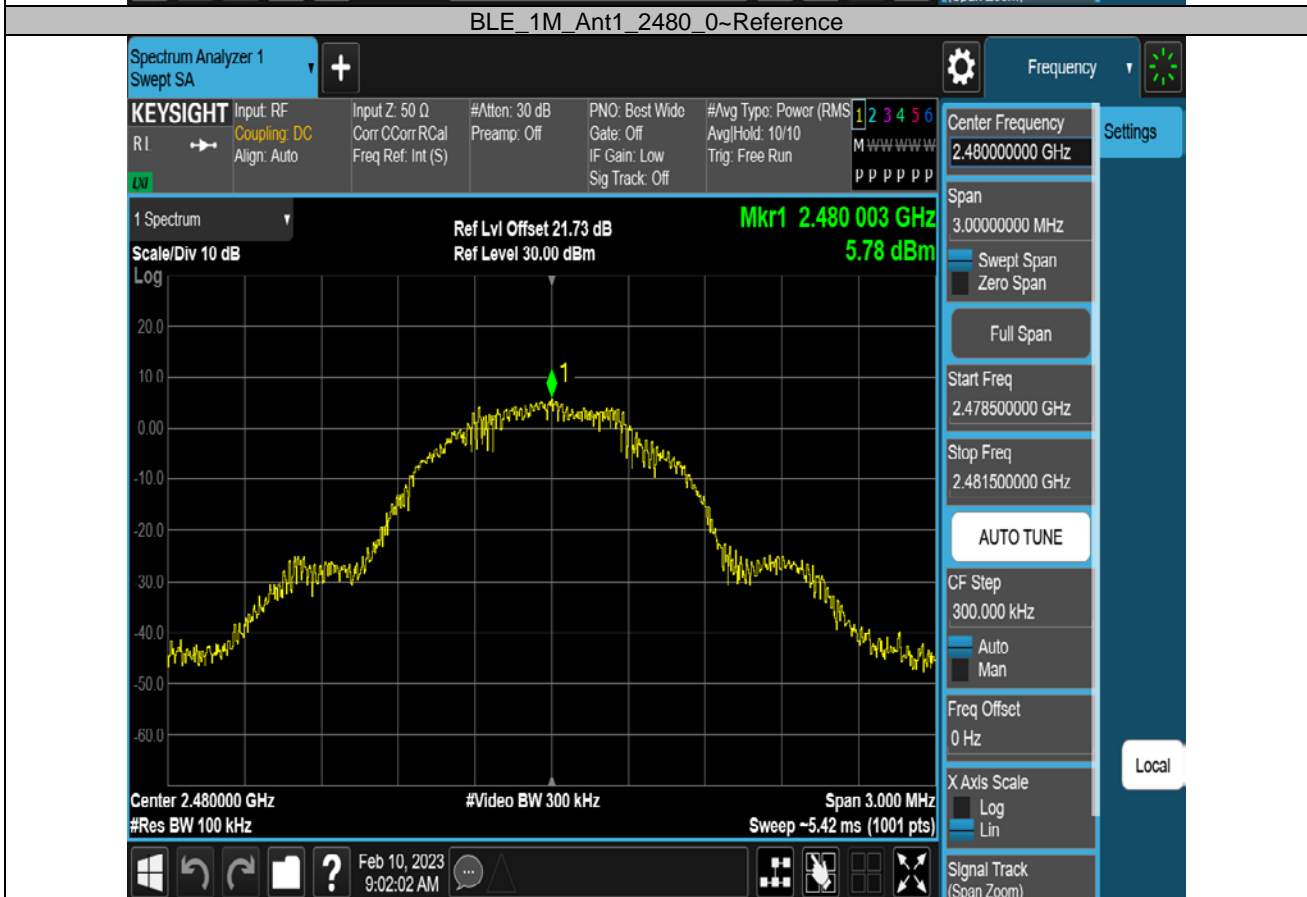 (Span Zoom)
BLE_1M_Ant1_2480_0~Reference
Spectrum Analyzer 1
Swept SA
+
Frequency
KEYSIGHT
RL
LXI
Input: RF
Coupling: DC
Align: Auto
Input Z: 50 Ω
Corr CCorr RCal
Freq Ref: Int (S)
#Atten: 30 dB
Preamp: Off
PNO: Best Wide
Gate: Off
IF Gain: Low
Sig Track: Off
#Avg Type: Power (RMS
Avg|Hold: 10/10
Trig: Free Run
1 2 3 4 5 6
M W W W W W
P P P P P P
1 Spectrum
Scale/Div 10 dB
Ref Lvl Offset 21.73 dB
Ref Level 30.00 dBm
Mkr1 2.480 003 GHz
5.78 dBm
Log
20.0
10.0
0.00
-10.0
-20.0
-30.0
-40.0
-50.0
-60.0
1
Center 2.480000 GHz
#Res BW 100 kHz
#Video BW 300 kHz
Span 3.000 MHz
Sweep ~5.42 ms (1001 pts)
Center Frequency
2.480000000 GHz
Settings
Span
3.00000000 MHz
Swept Span
Zero Span
Full Span
Start Freq
2.478500000 GHz
Stop Freq
2.481500000 GHz
AUTO TUNE
CF Step
300.000 kHz
Auto
Man
Freq Offset
0 Hz
X Axis Scale
Log
Lin
Local
Signal Track
(Span Zoom)
?
Feb 10, 2023
9:02:02 AM